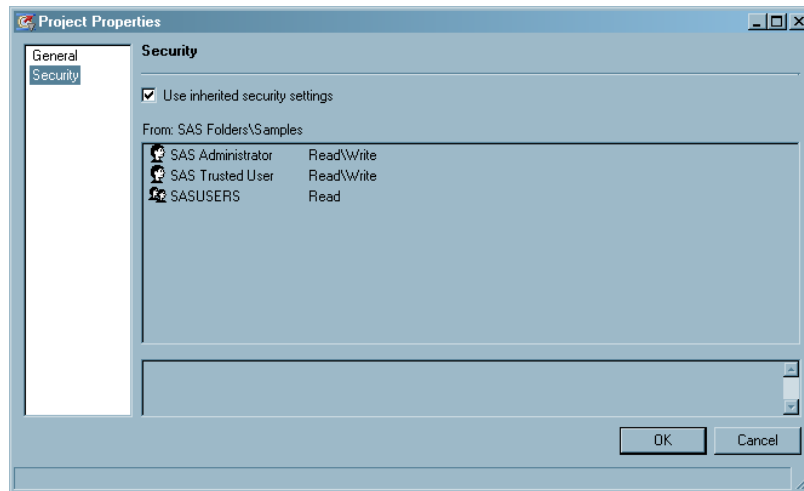 Project Properties
General
Security
Security
Use inherited security settings
From: SAS Folders\Samples
SAS Administrator Read\Write
SAS Trusted User Read\Write
SASUSERS Read
OK Cancel